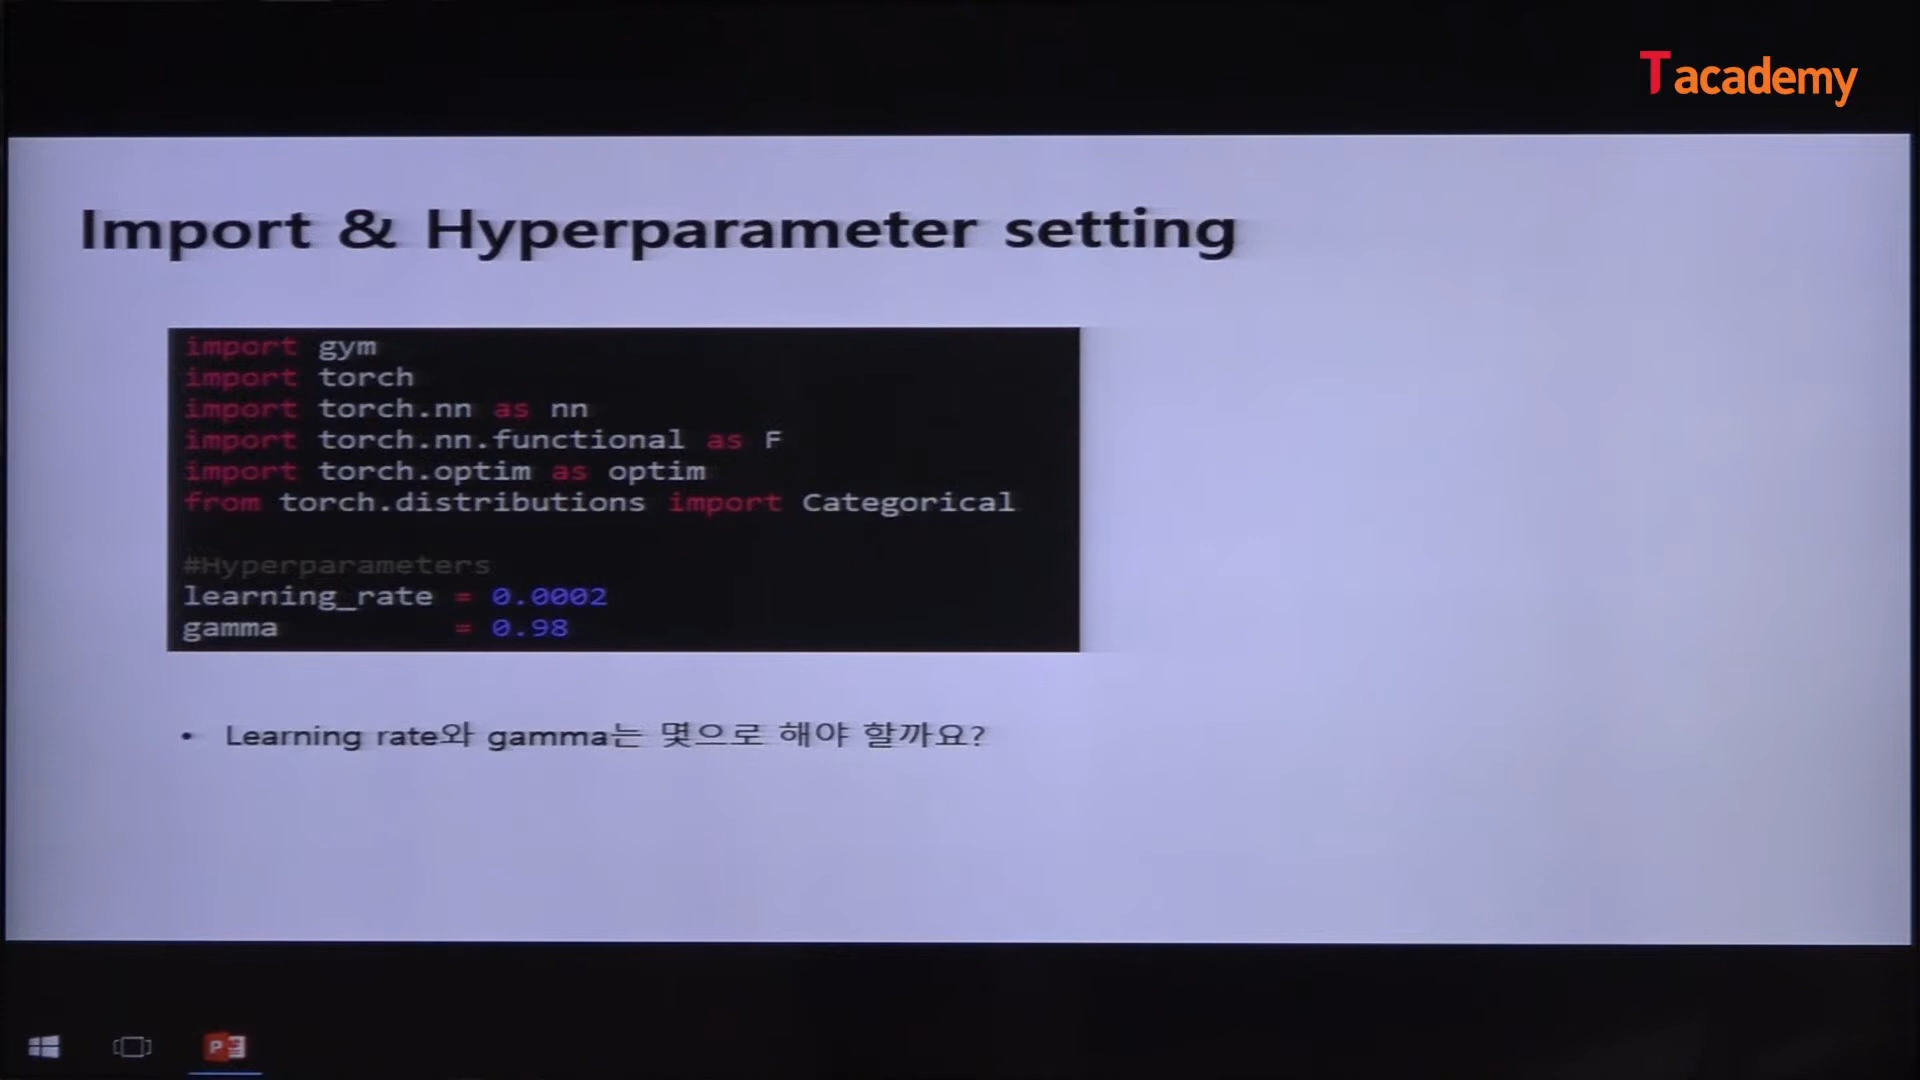 T academy
Import & Hyperparameter setting
import gym
import torch
import torch.nn as nn
import torch.nn.functional as F
import torch.optim as optim
from torch.distributions import Categorical
#Hyperparameters
learning_rate = 0.0002
gamma = 0.98
• Learning rate와 gamma는 몇으로 해야 할까요?